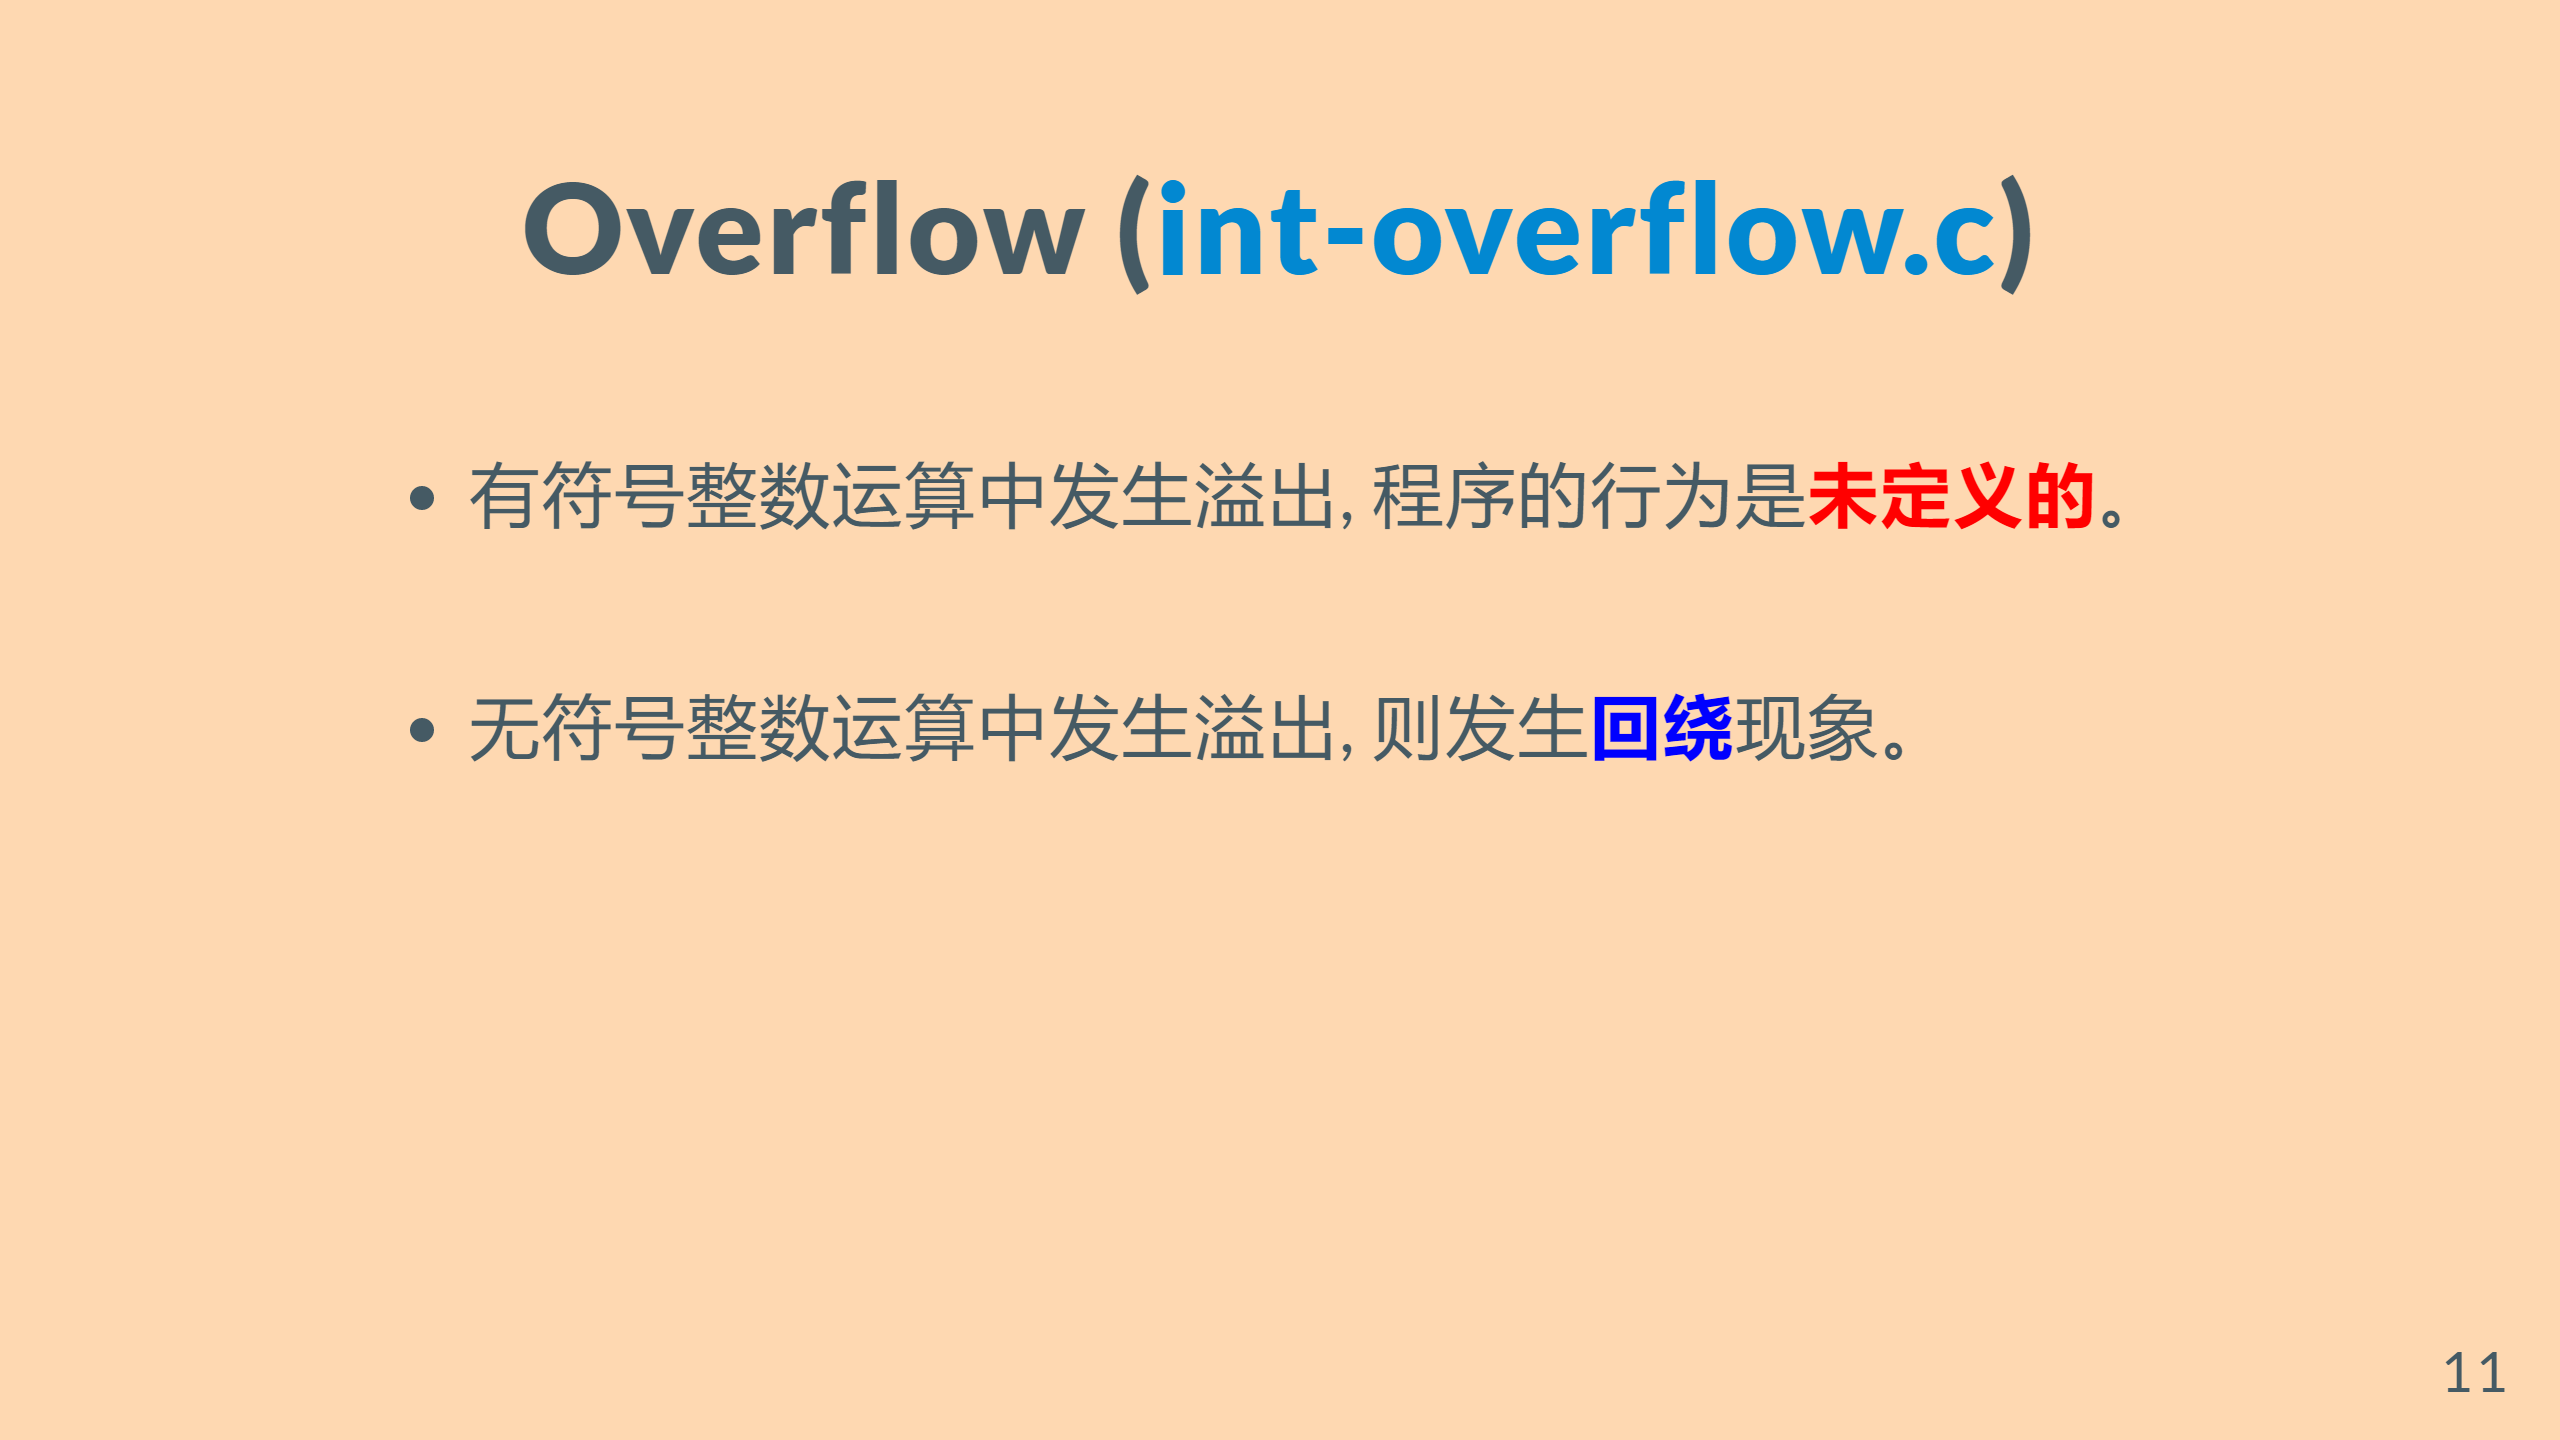 Overflow (int-overflow.c)
• 有符号整数运算中发生溢出, 程序的行为是未定义的。
• 无符号整数运算中发生溢出, 则发生回绕现象。
11